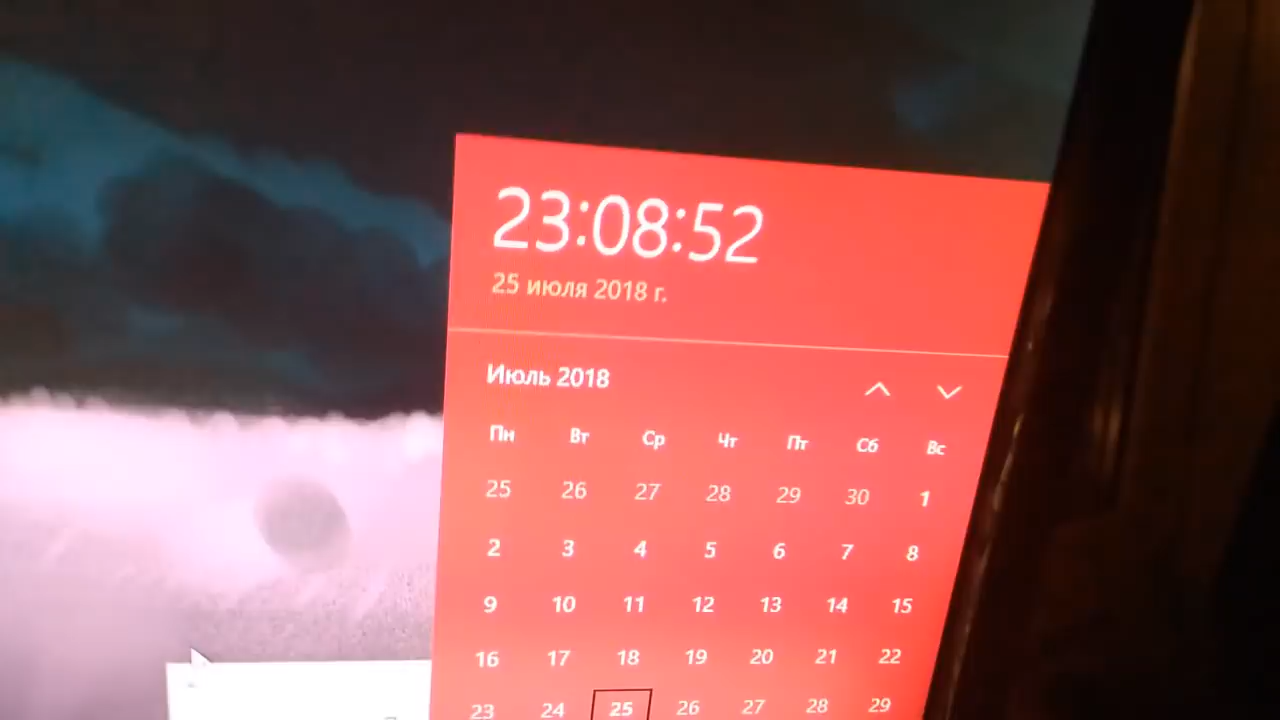 23:08:52
25 июля 2018 г.
Июль 2018
Пн Вт Ср Чт Пт Сб Вс
25 26 27 28 29 30 1
2 3 4 5 6 7 8
9 10 11 12 13 14 15
16 17 18 19 20 21 22
23 24 25 26 27 28 29